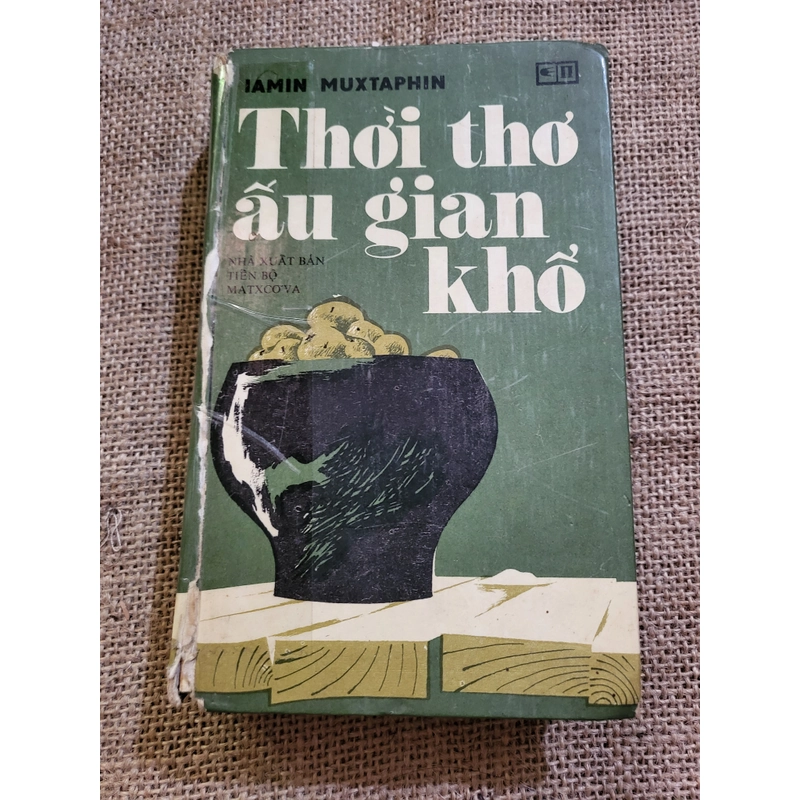 IAMIN MUXTAPHIN
Thời thơ
ấu gian
khổ
NHÀ XUẤT BẢN
TIẾN BỘ
MATXCƠVA